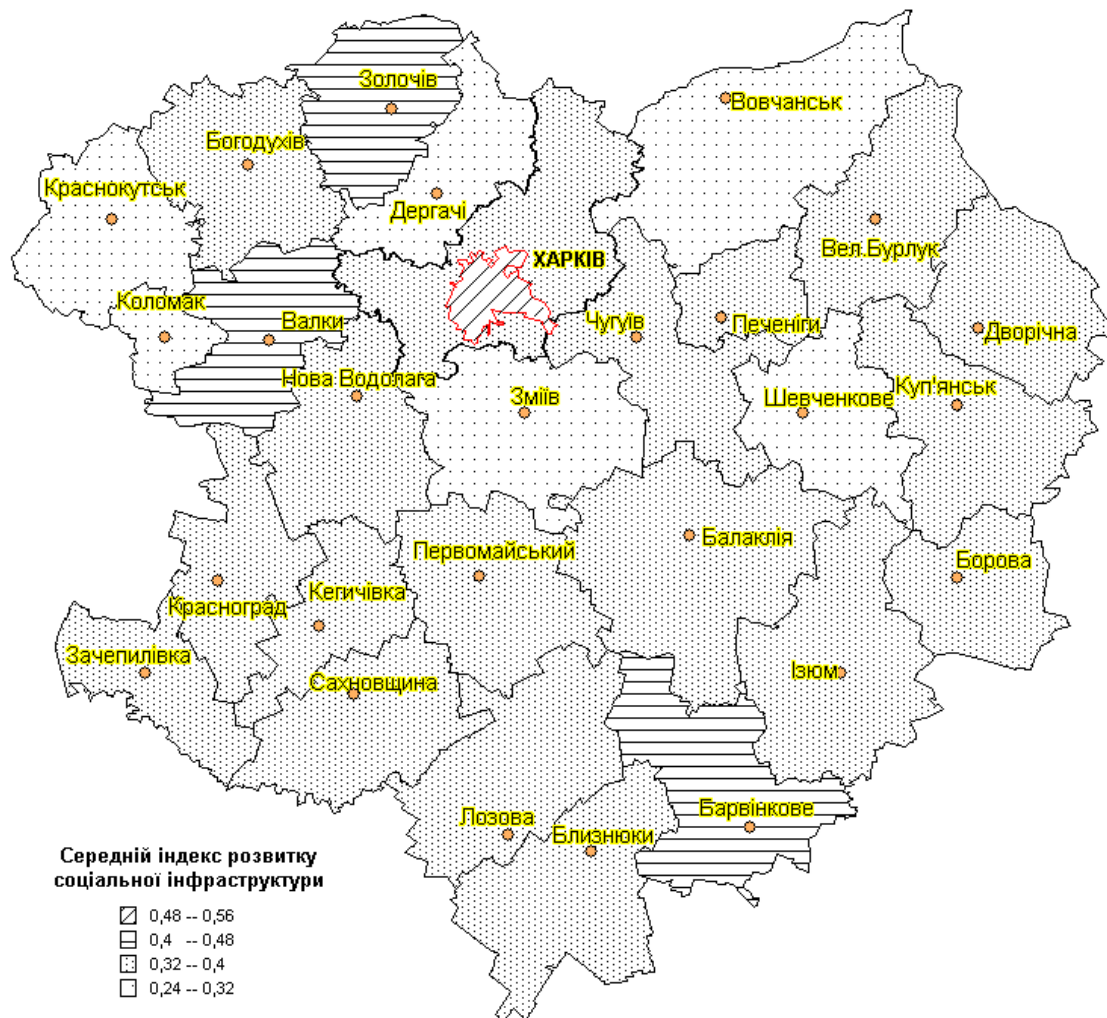 Золочів
Вовчанськ
Богодухів
Краснокутськ
Дергачі
Вел.Бурлук
ХАРКІВ
Коломак
Валки
Чугуїв
Печеніги
Дворічна
Нова Водолага
Зміїв
Шевченкове
Куп'янськ
Первомайський
Балаклія
Борова
Красноград
Кегичівка
Зачепилівка
Сахновщина
Ізюм
Лозова
Близнюки
Барвінкове
Середній індекс розвитку
соціальної інфраструктури
0,48 -- 0,56
0,4 -- 0,48
0,32 -- 0,4
0,24 -- 0,32